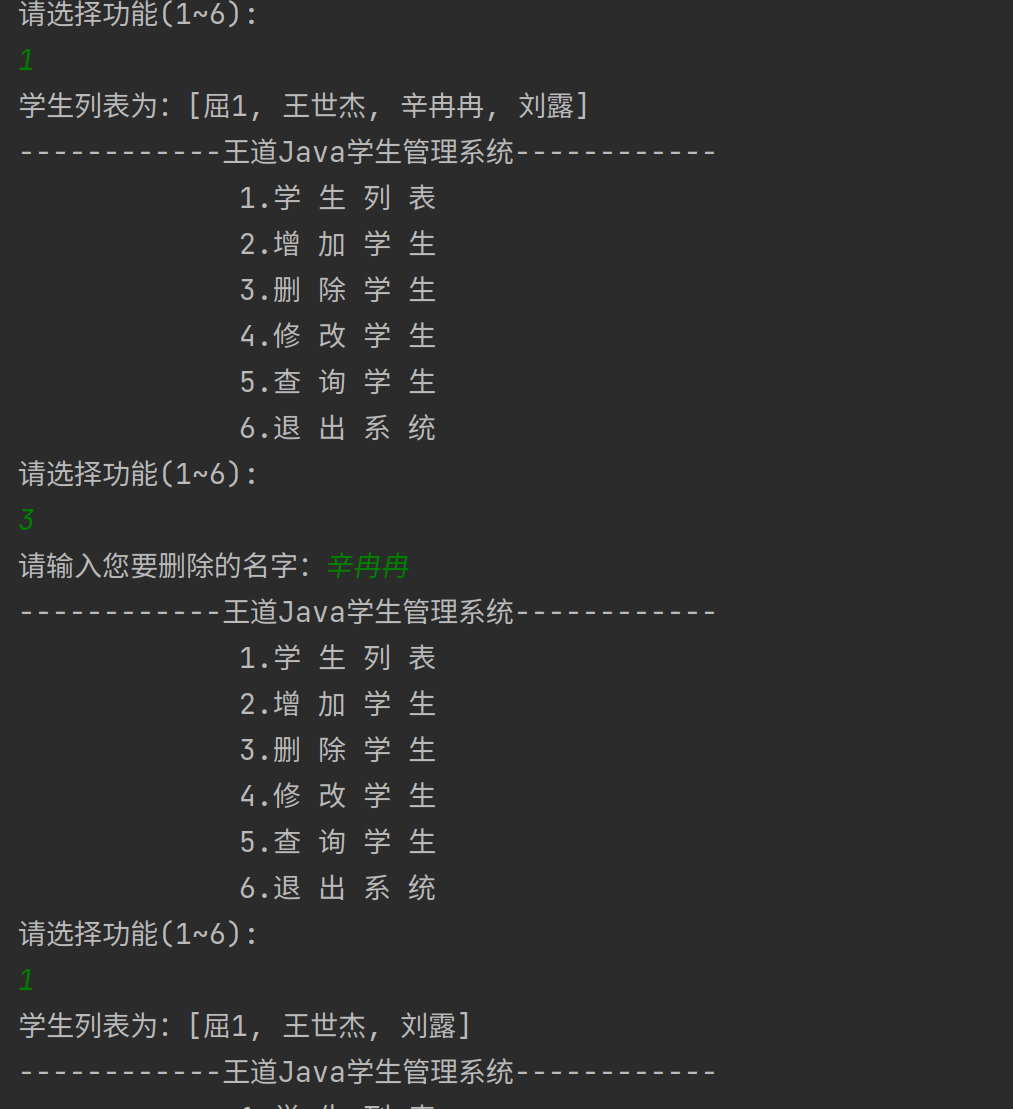 请选择功能(1~6):
1
学生列表为: [屈1, 王世杰, 辛冉冉, 刘露]
------------王道Java学生管理系统------------
1.学 生 列 表
2.增 加 学 生
3.删 除 学 生
4.修 改 学 生
5.查 询 学 生
6.退 出 系 统
请选择功能(1~6):
3
请输入您要删除的名字: 辛冉冉
------------王道Java学生管理系统------------
1.学 生 列 表
2.增 加 学 生
3.删 除 学 生
4.修 改 学 生
5.查 询 学 生
6.退 出 系 统
请选择功能(1~6):
1
学生列表为: [屈1, 王世杰, 刘露]
------------王道Java学生管理系统------------